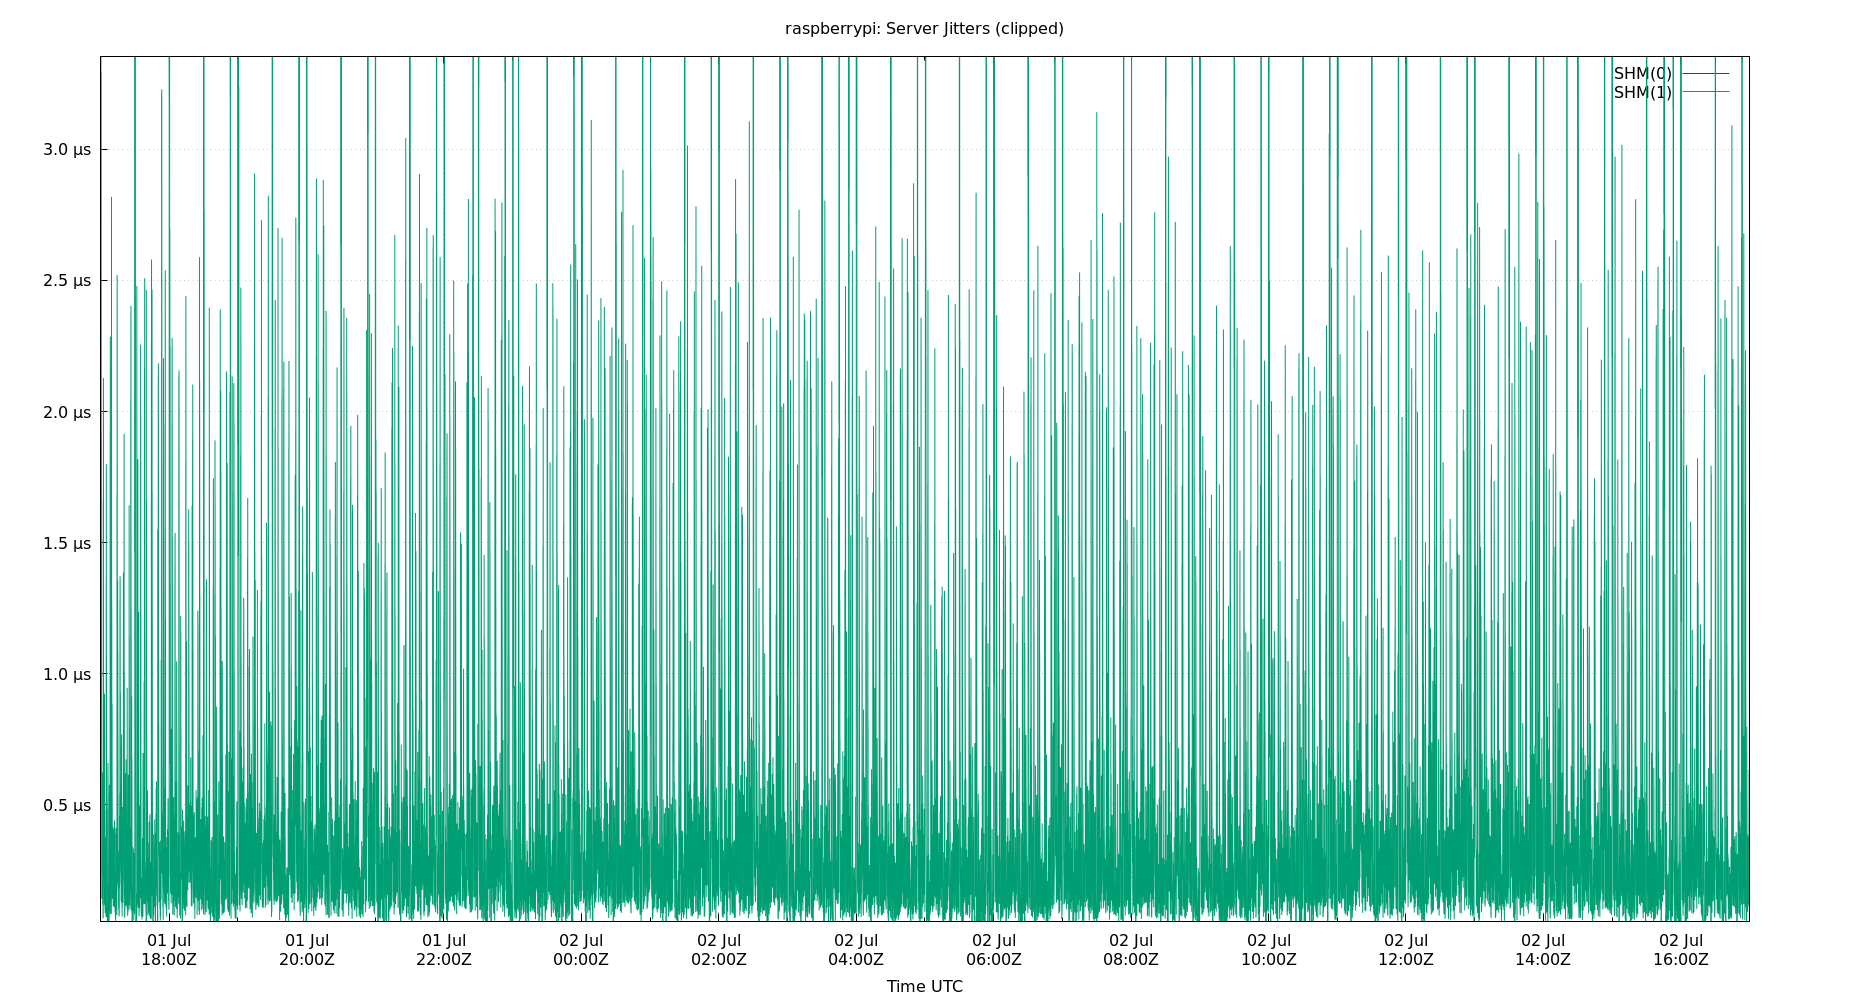 raspberrypi: Server Jitters (clipped)
SHM(0)
SHM(1)
3.0 µs
2.5 µs
2.0 µs
1.5 µs
1.0 µs
0.5 µs
01 Jul 01 Jul 01 Jul 02 Jul 02 Jul 02 Jul 02 Jul 02 Jul 02 Jul 02 Jul 02 Jul 02 Jul
18:00Z 20:00Z 22:00Z 00:00Z 02:00Z 04:00Z 06:00Z 08:00Z 10:00Z 12:00Z 14:00Z 16:00Z
Time UTC